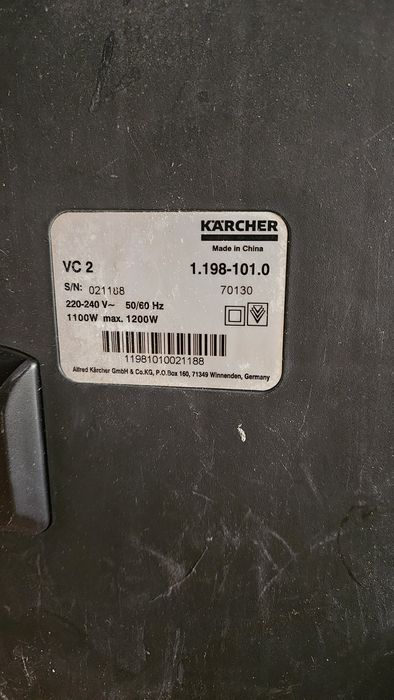 KÄRCHER
Made in China
VC 2 1.198-101.0
S/N: 021188 70130
220-240 V~ 50/60 Hz
1100W max. 1200W
11981010021188
Alfred Kärcher GmbH & Co.KG, P.O.Box 160, 71349 Winnenden, Germany